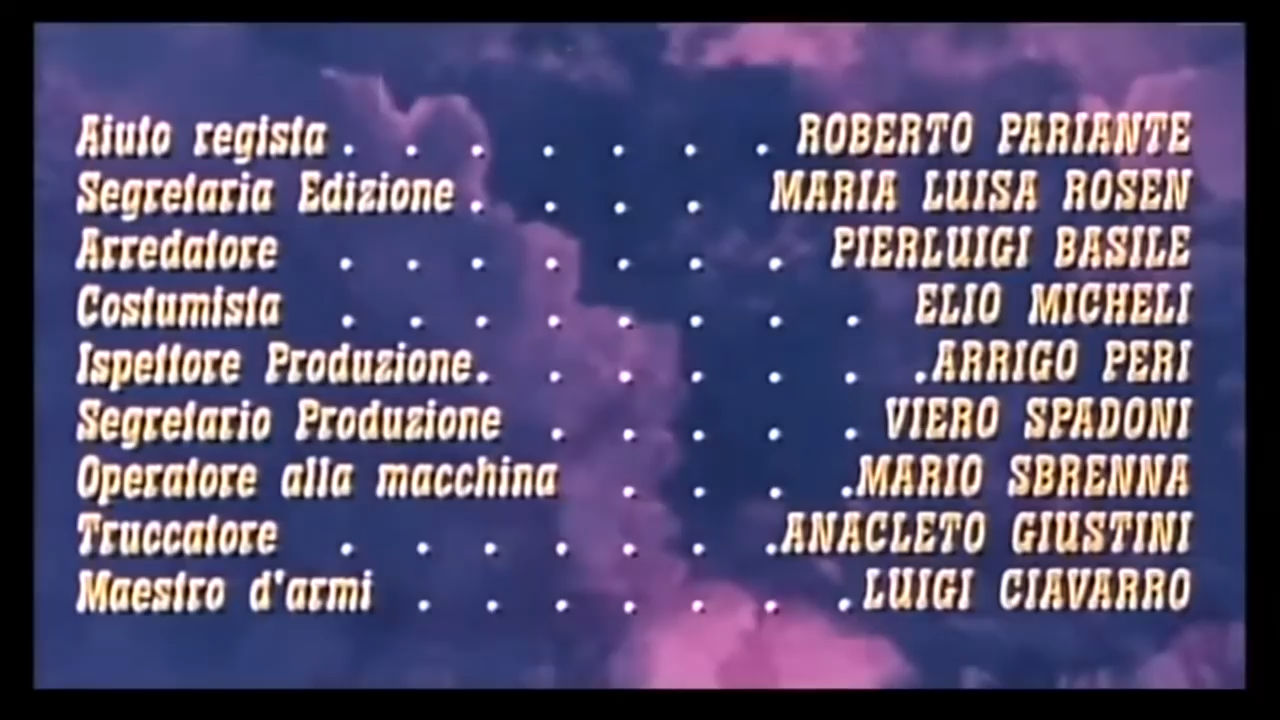 Aiuto regista . . . . . . . ROBERTO PARIANTE
Segretaria Edizione . . . . MARIA LUISA ROSEN
Arredatore . . . . . . . PIERLUIGI BASILE
Costumista . . . . . . . . ELIO MICHELI
Ispettore Produzione. . . . . . .ARRIGO PERI
Segretario Produzione . . . . . VIERO SPADONI
Operatore alla macchina . . . .MARIO SBRENNA
Truccatore . . . . . . .ANACLETO GIUSTINI
Maestro d'armi . . . . . . .LUIGI CIAVARRO